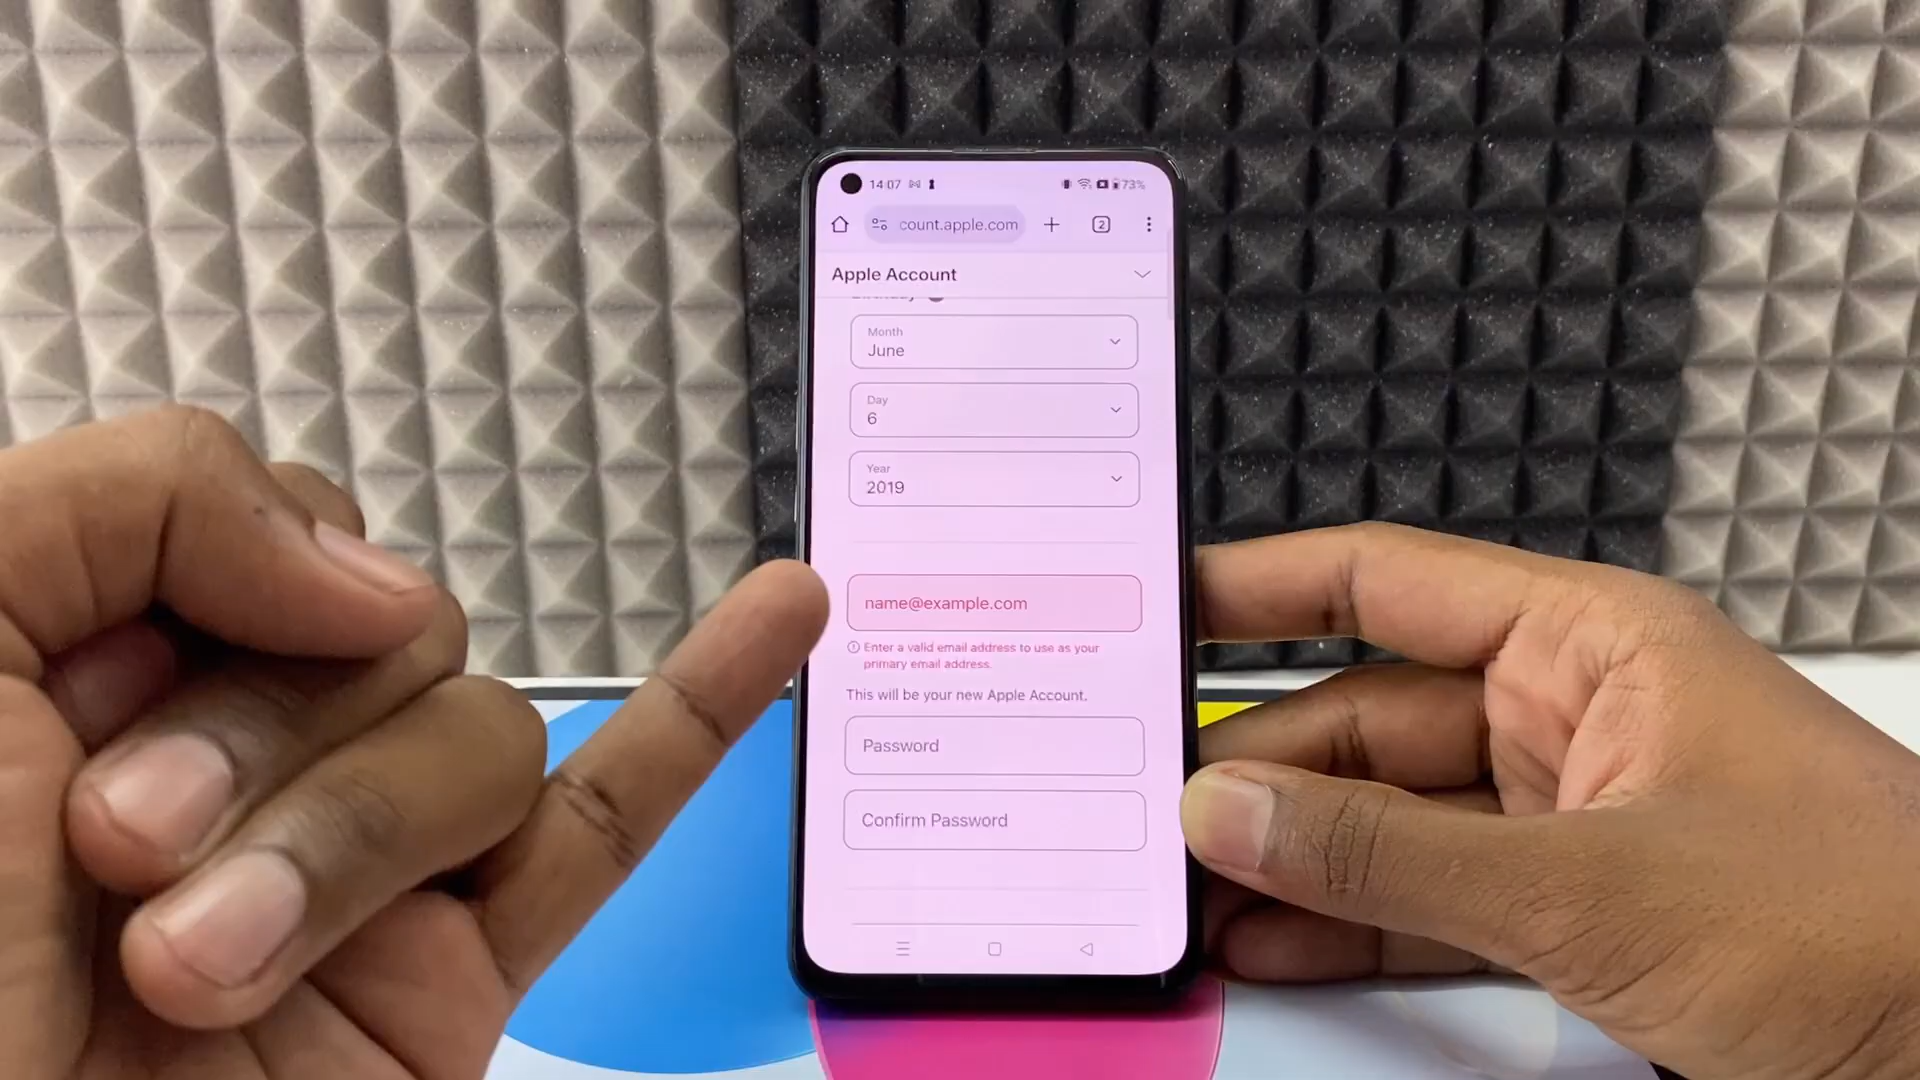 14:07
73%
count.apple.com
2
Apple Account
Month
June
Day
6
Year
2019
name@example.com
Enter a valid email address to use as your
primary email address.
This will be your new Apple Account.
Password
Confirm Password